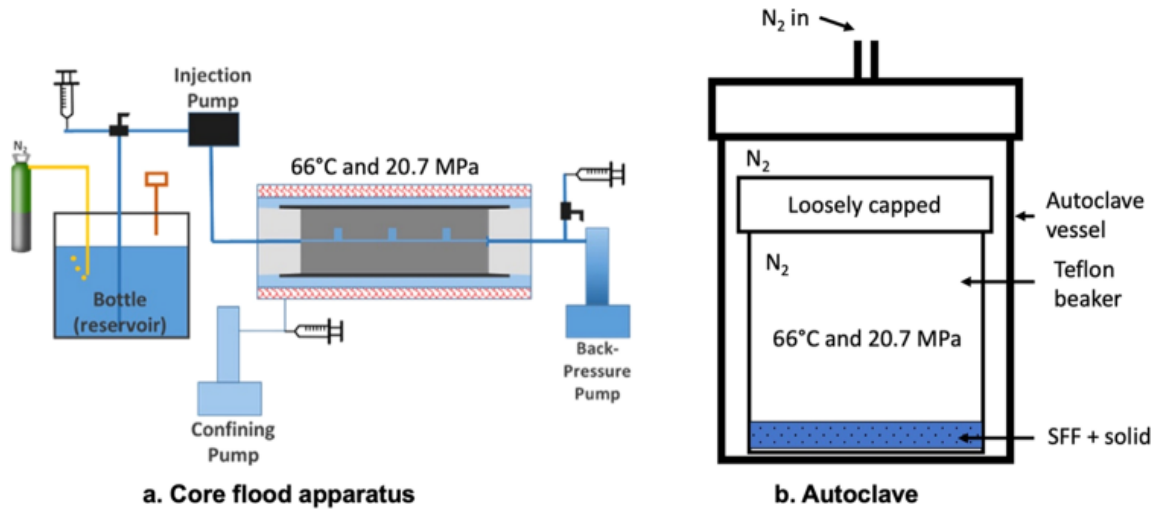 Injection
Pump
N₂
66°C and 20.7 MPa
Bottle
(reservoir)
Confining
Pump
Back-
Pressure
Pump
a. Core flood apparatus
N₂ in
N₂
Loosely capped
N₂
66°C and 20.7 MPa
Autoclave
vessel
Teflon
beaker
SFF + solid
b. Autoclave